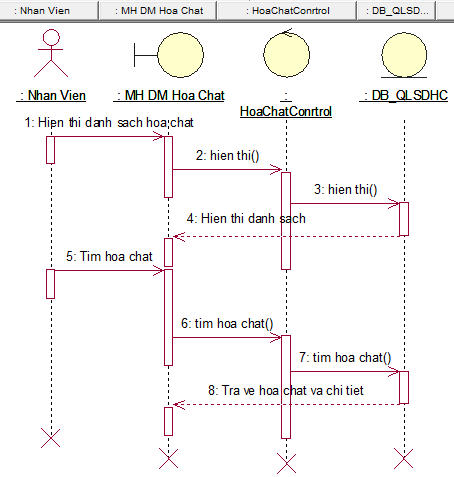 : Nhan Vien : MH DM Hoa Chat : HoaChatConrtrol : DB_QLSD...
: Nhan Vien : MH DM Hoa Chat : : DB_QLSDHC
HoaChatConrtrol
1: Hien thi danh sach hoa chat
2: hien thi()
3: hien thi()
4: Hien thi danh sach
5: Tim hoa chat
6: tim hoa chat()
7: tim hoa chat()
8: Tra ve hoa chat va chi tiet